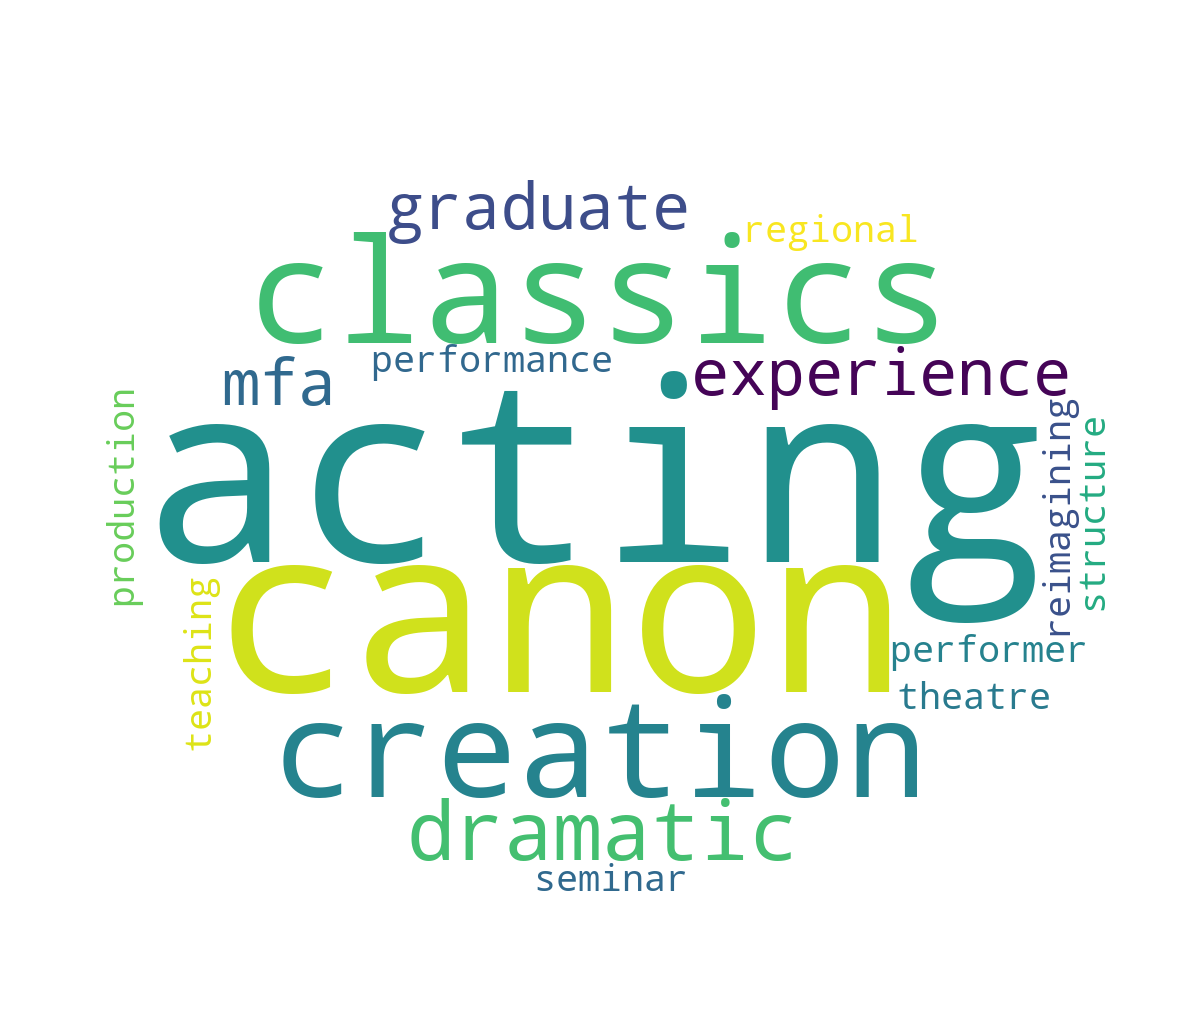 graduate
regional
classics
performance
experience
mfa
acting
production
reimagining
structure
canon
teaching
performer
theatre
creation
dramatic
seminar